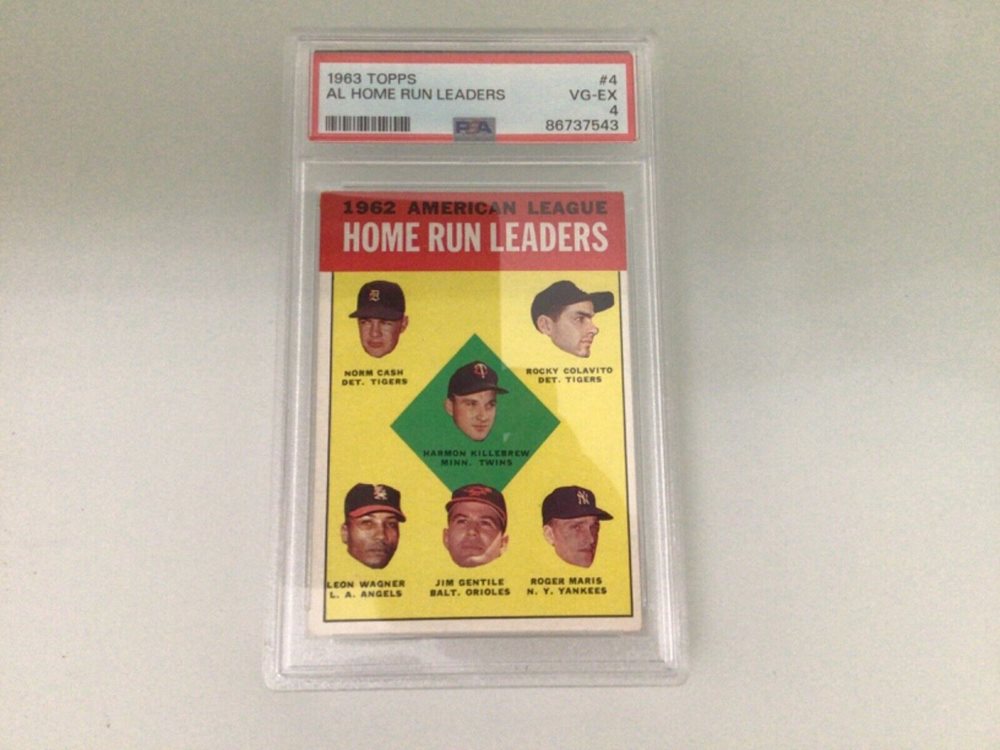 1963 TOPPS #4
AL HOME RUN LEADERS VG-EX
4
PSA 86737543
1962 AMERICAN LEAGUE
HOME RUN LEADERS
NORM CASH
DET. TIGERS
ROCKY COLAVITO
DET. TIGERS
HARMON KILLEBREW
MINN. TWINS
LEON WAGNER
L. A. ANGELS
JIM GENTILE
BALT. ORIOLES
ROGER MARIS
N. Y. YANKEES